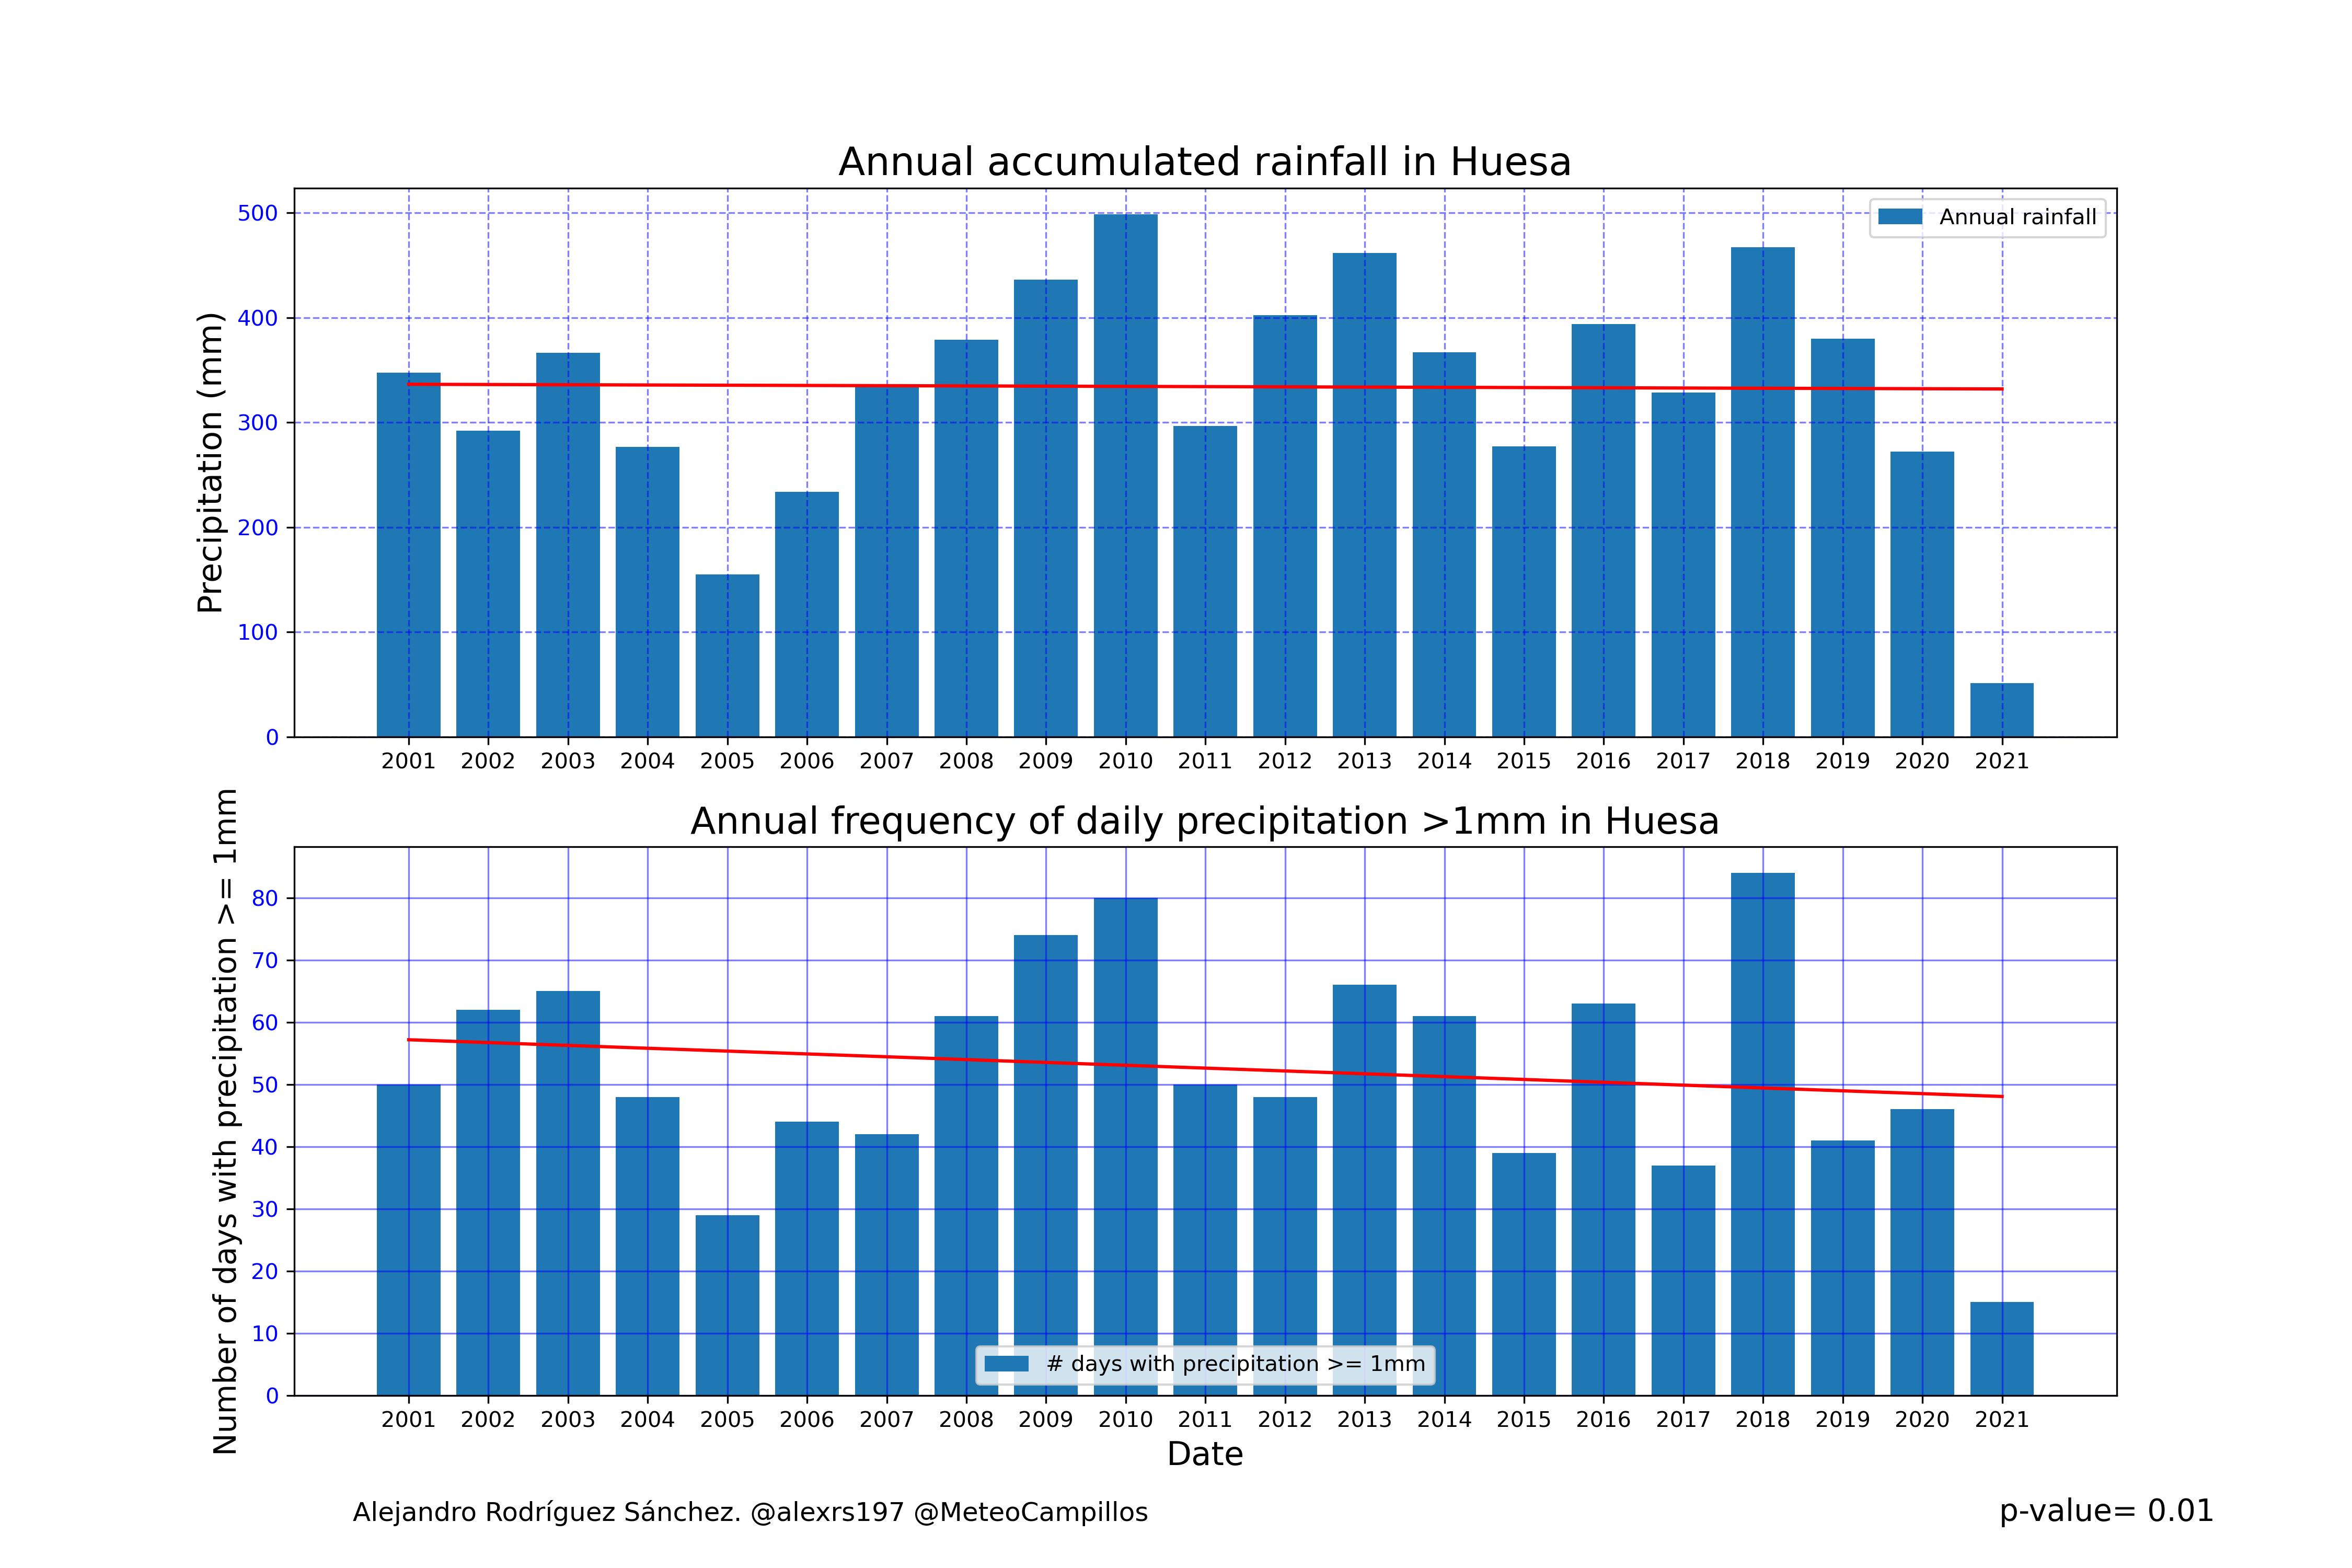 Annual accumulated rainfall in Huesa
Precipitation (mm)
500
400
300
200
100
0
Annual rainfall
2001 2002 2003 2004 2005 2006 2007 2008 2009 2010 2011 2012 2013 2014 2015 2016 2017 2018 2019 2020 2021
Annual frequency of daily precipitation >1mm in Huesa
Number of days with precipitation >= 1mm
80
70
60
50
40
30
20
10
0
# days with precipitation >= 1mm
2001 2002 2003 2004 2005 2006 2007 2008 2009 2010 2011 2012 2013 2014 2015 2016 2017 2018 2019 2020 2021
Date
Alejandro Rodríguez Sánchez. @alexrs197 @MeteoCampillos
p-value= 0.01